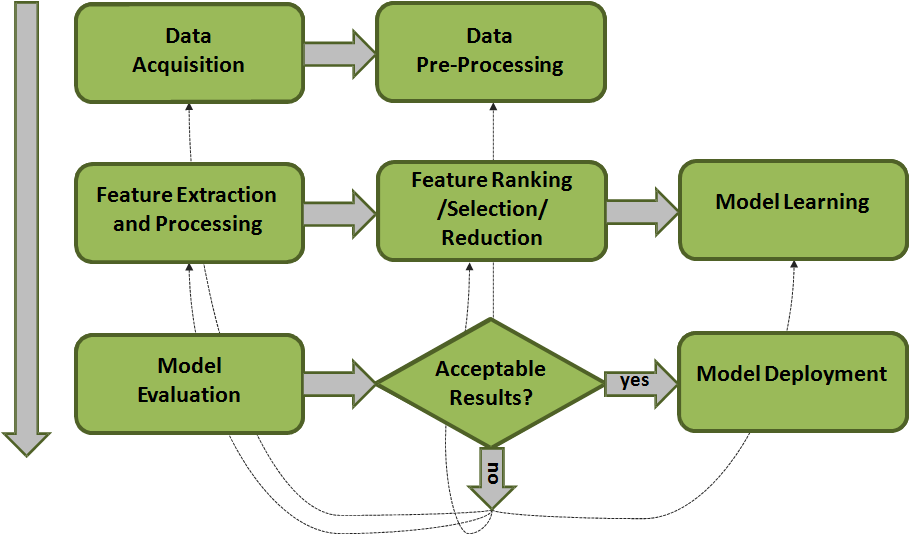 Data
Acquisition
Data
Pre-Processing
Feature Extraction
and Processing
Feature Ranking
/Selection/
Reduction
Model Learning
Model
Evaluation
Acceptable
Results?
yes
Model Deployment
no